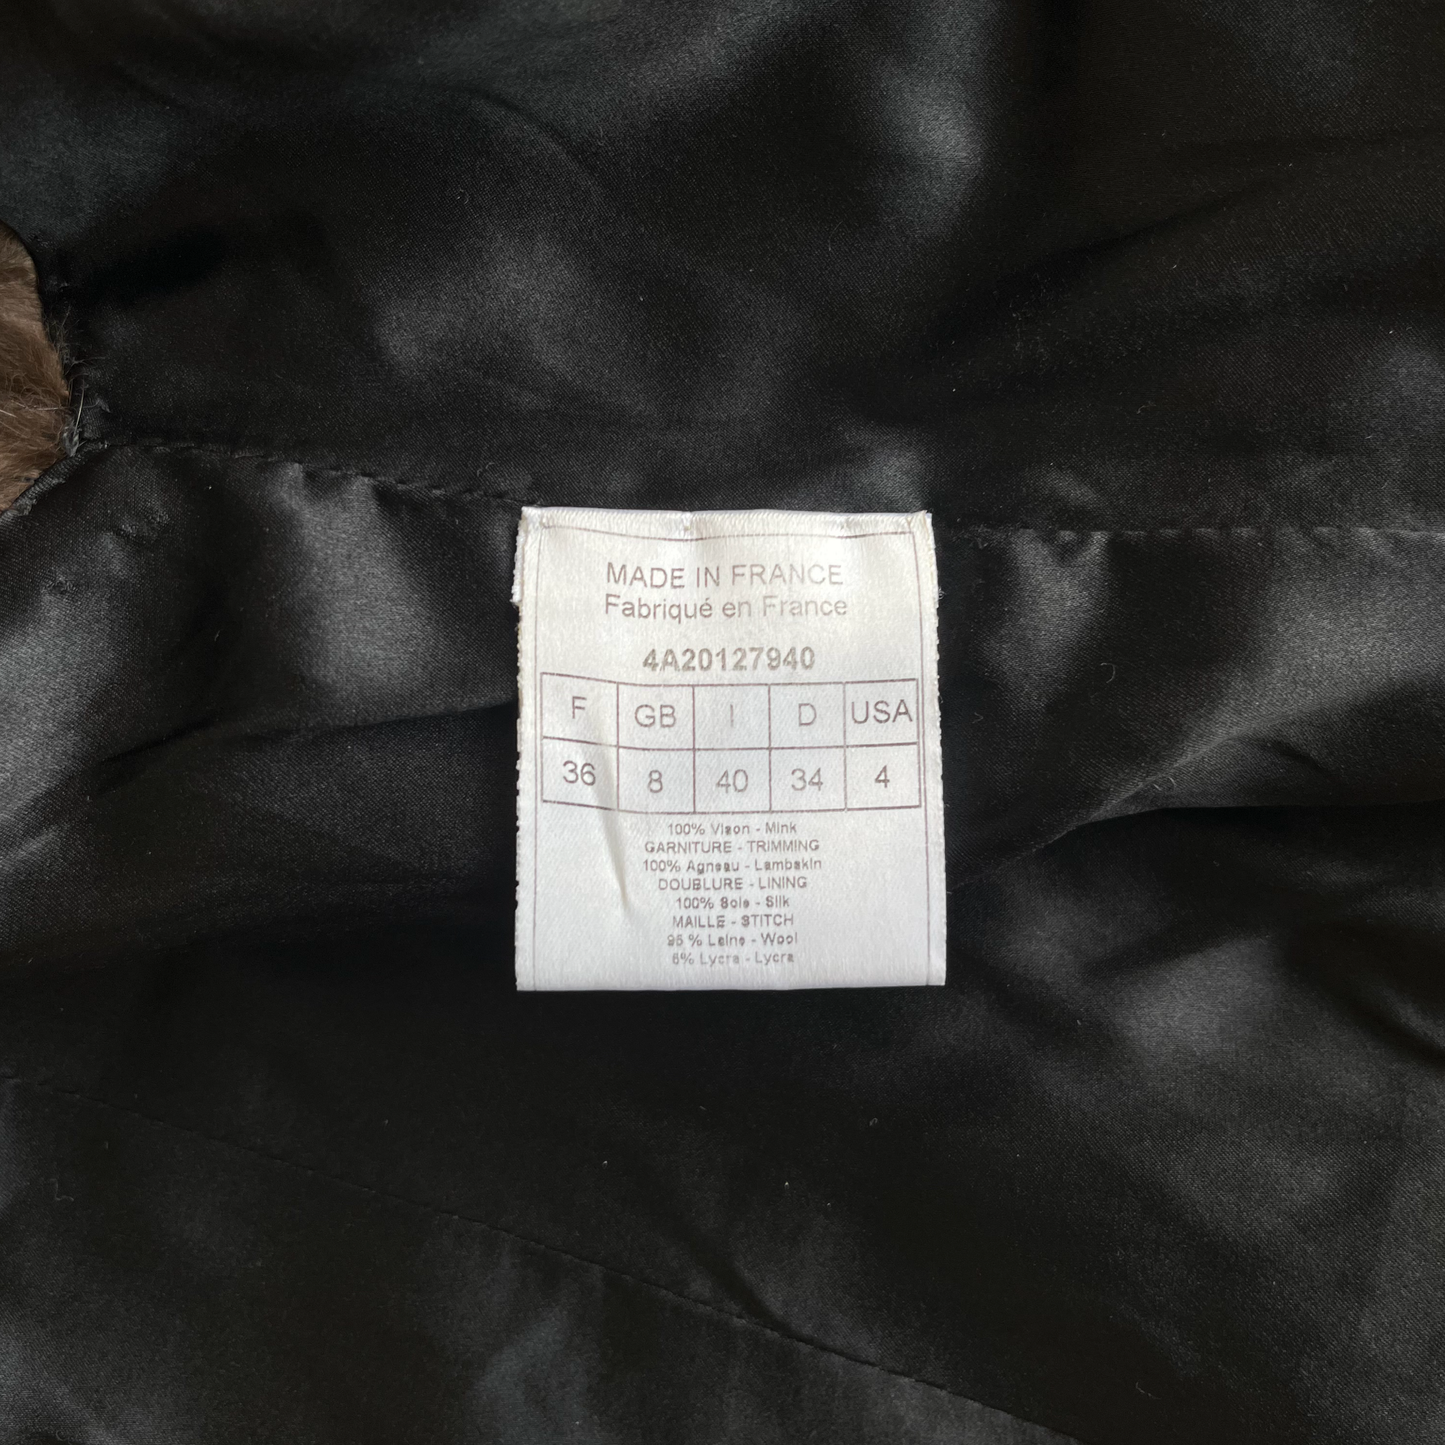 MADE IN FRANCE
Fabriqué en France
4A20127940
F GB I D USA
36 8 40 34 4
100% Vison - Mink
GARNITURE - TRIMMING
100% Agneau - Lambskin
DOUBLURE - LINING
100% Soie - Silk
MAILLE - STITCH
95 % Laine - Wool
5% Lycra - Lycra